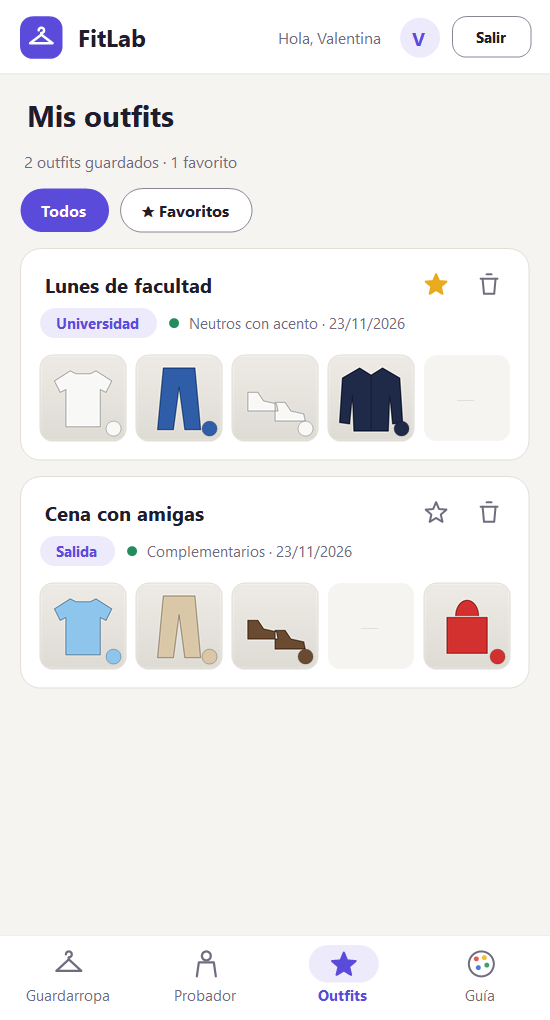 FitLab
Hola, Valentina
V
Salir
Mis outfits
2 outfits guardados · 1 favorito
Todos
★ Favoritos
Lunes de facultad
Universidad
Neutros con acento · 23/11/2026
—
Cena con amigas
Salida
Complementarios · 23/11/2026
—
Guardarropa
Probador
Outfits
Guía